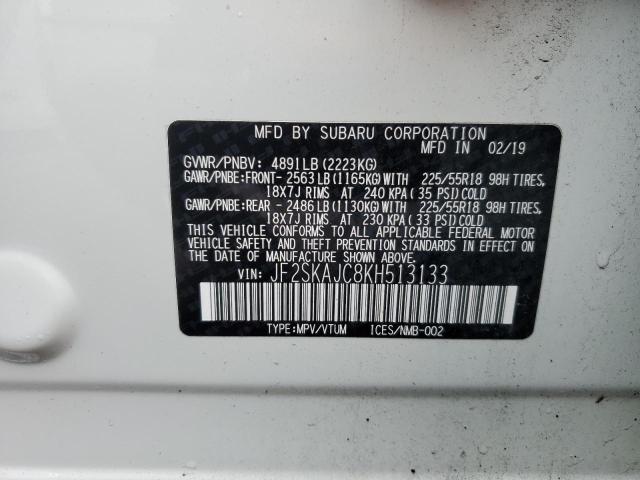 MFD BY SUBARU CORPORATION
MFD IN 02/19
GVWR/PNBV: 4891LB(2223KG)
GAWR/PNBE:FRONT- 2563LB(1165KG)WITH 225/55R18 98H TIRES,
18X7J RIMS AT 240 KPA( 35 PSI)COLD
GAWR/PNBE:REAR - 2486LB(1130KG)WITH 225/55R18 98H TIRES,
18X7J RIMS AT 230 KPA( 33 PSI)COLD
THIS VEHICLE CONFORMS TO ALL APPLICABLE FEDERAL MOTOR
VEHICLE SAFETY AND THEFT PREVENTION STANDARDS IN EFFECT ON
THE DATE OF MANUFACTURE SHOWN ABOVE.
VIN: JF2SKAJC8KH513133
TYPE:MPV/VTUM ICES/NMB-002